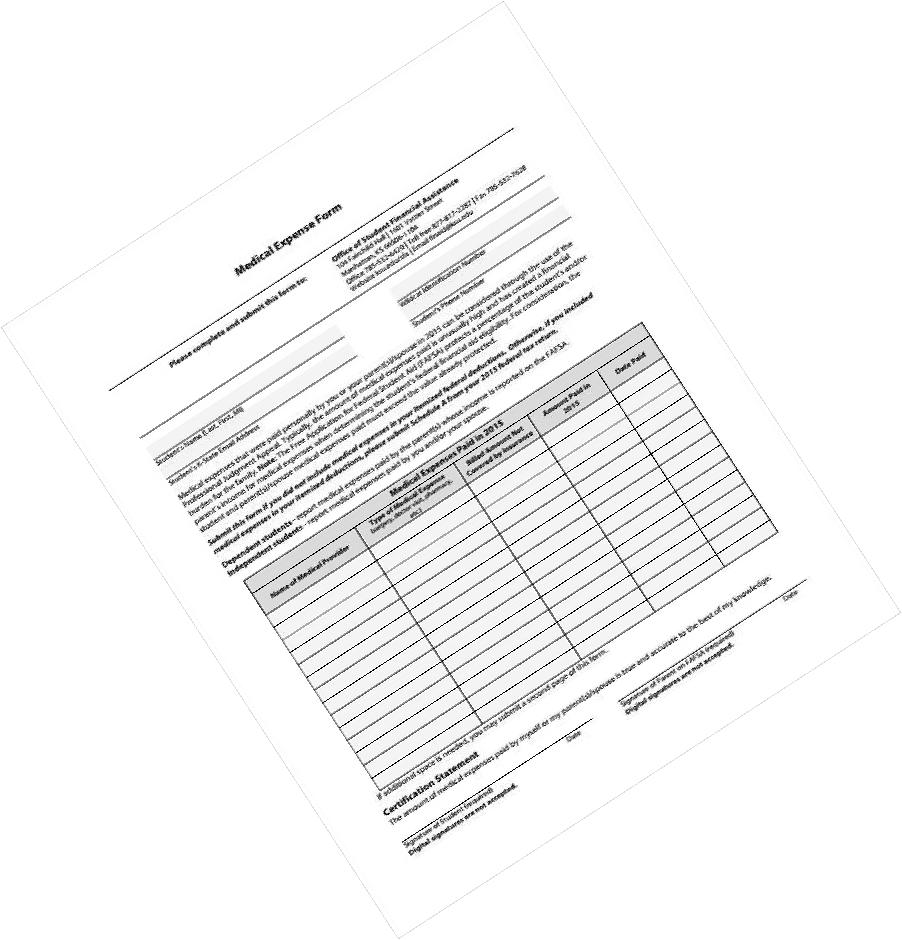 Medical Expense Form
Please complete and submit this form to:
Office of Student Financial Assistance
104 Fairchild Hall | 1601 Vattier Street
Manhattan, KS 66506-1104
Office 785-532-6420 | Toll free 877-817-2287 | Fax 785-532-7628
Website ksu.edu/sfa | Email finaid@ksu.edu
Student's Name (Last, First, MI)
Wildcat Identification Number
Student's K-State Email Address
Student's Phone Number
Medical expenses that were paid personally by you or your parent(s)/spouse in 2015 can be considered through the use of the
Professional Judgment Appeal. Typically, the amount of medical expenses paid is unusually high and has created a financial
burden for the family. Note: The Free Application for Federal Student Aid (FAFSA) protects a percentage of the student's and/or
parent's income for medical expenses when determining the student's federal financial aid eligibility. For consideration, the
student and parent(s)/spouse medical expenses paid must exceed the value already protected.
Submit this form if you did not include medical expenses in your itemized federal deductions. Otherwise, if you included
medical expenses in your itemized deductions, please submit Schedule A from your 2015 federal tax return.
Dependent students - report medical expenses paid by the parent(s) whose income is reported on the FAFSA.
Independent students - report medical expenses paid by you and/or your spouse.
Medical Expenses Paid in 2015
Name of Medical Provider
Type of Medical Expense
(surgery, doctor visit, pharmacy,
etc.)
Billed Amount Not
Covered by Insurance
Amount Paid in
2015
Date Paid
If additional space is needed, you may submit a second page of this form.
Certification Statement
The amount of medical expenses paid by myself or my parent(s)/spouse is true and accurate to the best of my knowledge.
Signature of Student (required)
Date
Digital signatures are not accepted.
Signature of Parent on FAFSA (required)
Date
Digital signatures are not accepted.